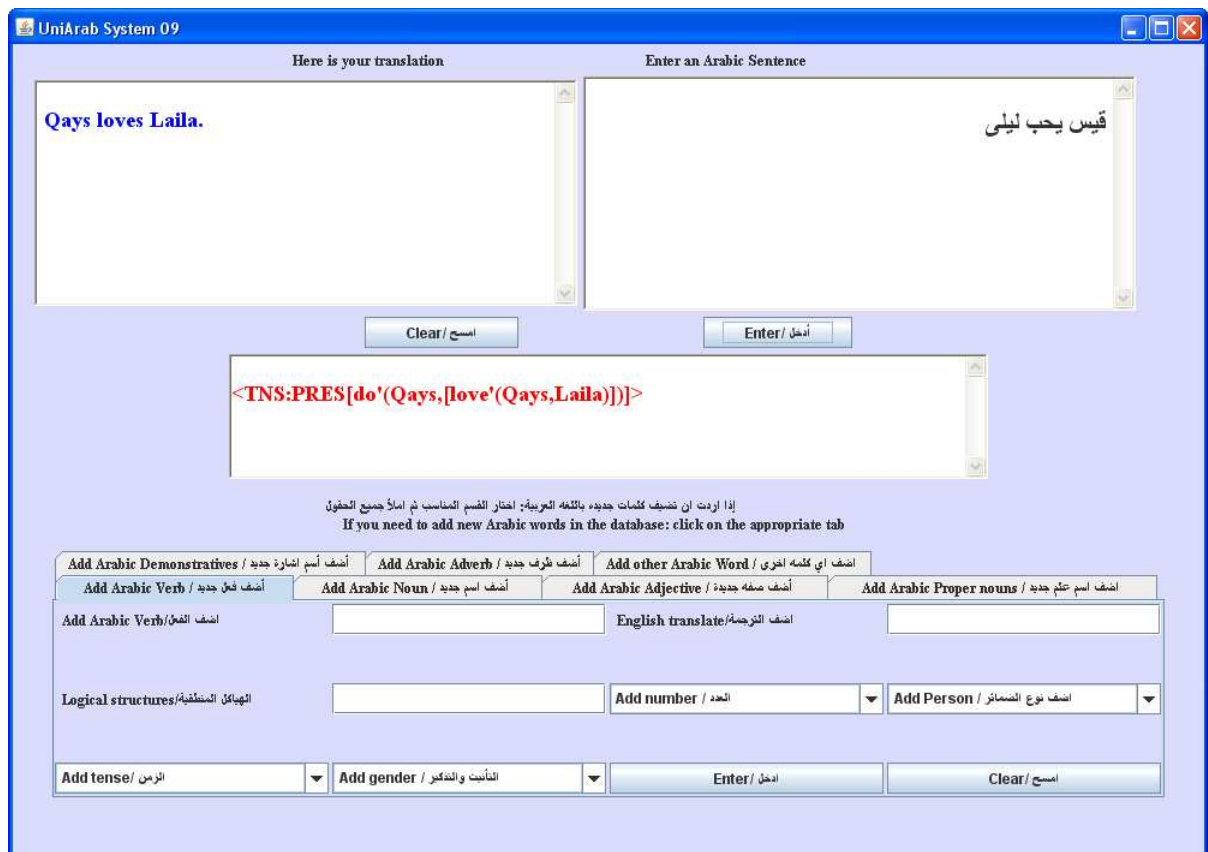 UniArab System 09
Here is your translation
Enter an Arabic Sentence
Qays loves Laila.
قيس يحب ليلى
Clear/امسح
Enter/أدخل
<TNS:PRES[do'(Qays,[love'(Qays,Laila)])]>
إذا اردت ان تضيف كلمات جديده باللغه العربية: اختار القسم المناسب ثم املأ جميع الحقول
If you need to add new Arabic words in the database: click on the appropriate tab
Add Arabic Demonstratives / أضف أسم اشارة جديد
Add Arabic Adverb / أضف ظرف جديد
Add other Arabic Word / اضف اي كلمه اخرى
Add Arabic Verb / أضف فعل جديد
Add Arabic Noun / أضف اسم جديد
Add Arabic Adjective / أضف صفه جديدة
Add Arabic Proper nouns / اضف اسم علم جديد
Add Arabic Verb/اضف الفعل
English translate/اضف الترجمة
Logical structures/الهياكل المنطقية
Add number / العدد
Add Person / اضف نوع الضمائر
Add tense/ الزمن
Add gender / التأنيث والتذكير
Enter/ ادخل
Clear/امسح